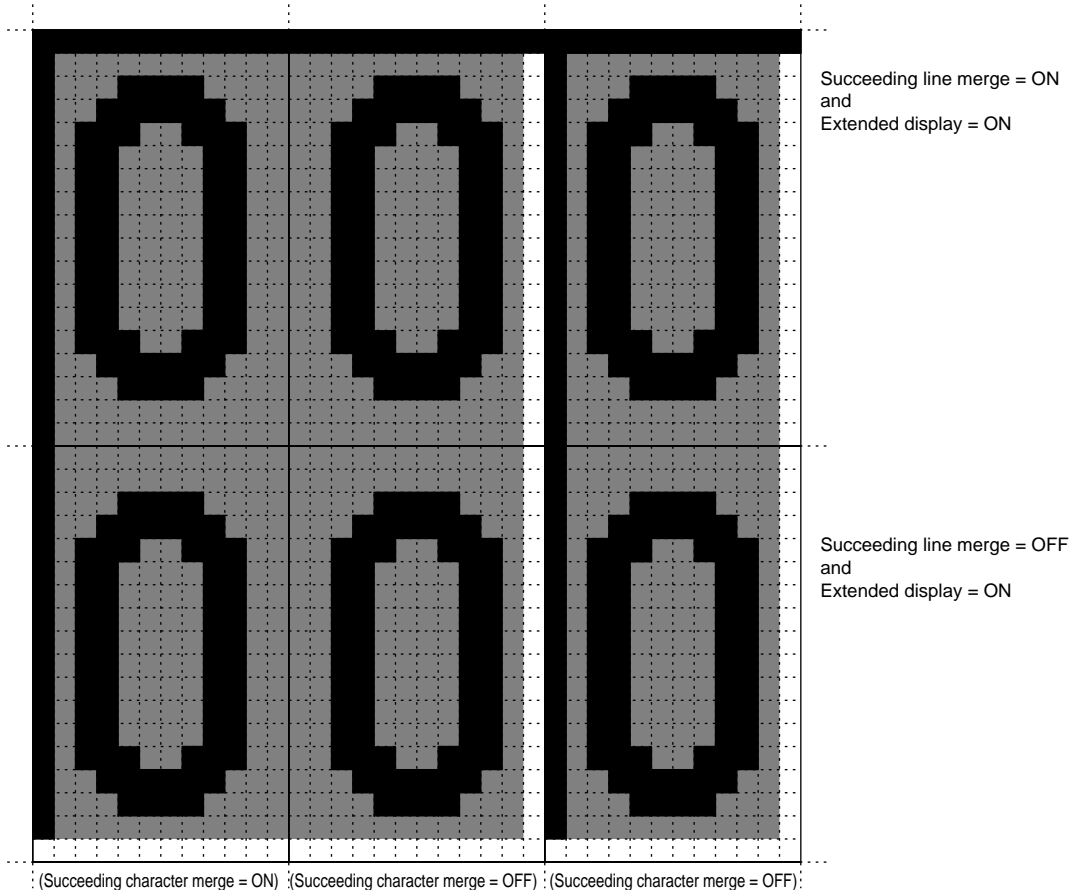 Succeeding line merge = ON
and
Extended display = ON
Succeeding line merge = OFF
and
Extended display = ON
(Succeeding character merge = ON) (Succeeding character merge = OFF) (Succeeding character merge = OFF)